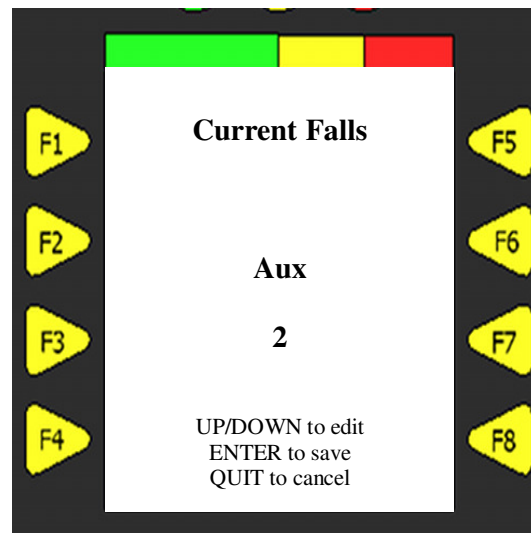 Current Falls
F1
F5
F2
F6
Aux
F3
2
F7
UP/DOWN to edit
F4
ENTER to save
F8
QUIT to cancel